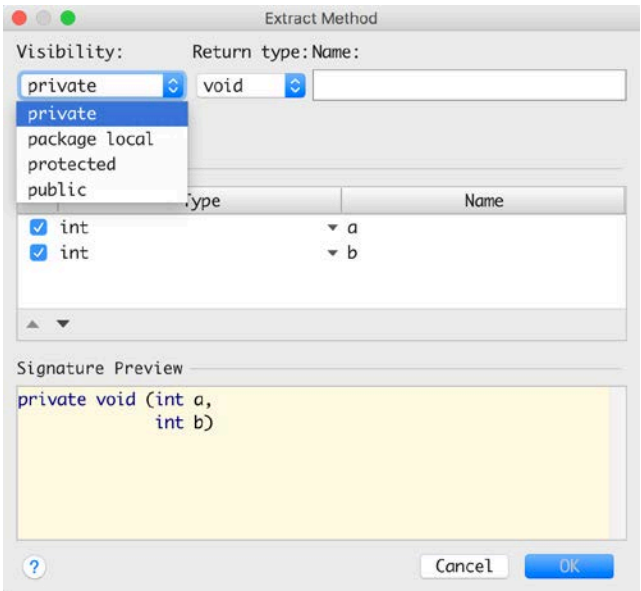 Extract Method
Visibility: Return type: Name:
private void
private
package local
protected
public
Type Name
int a
int b
Signature Preview
private void (int a,
int b)
? Cancel OK